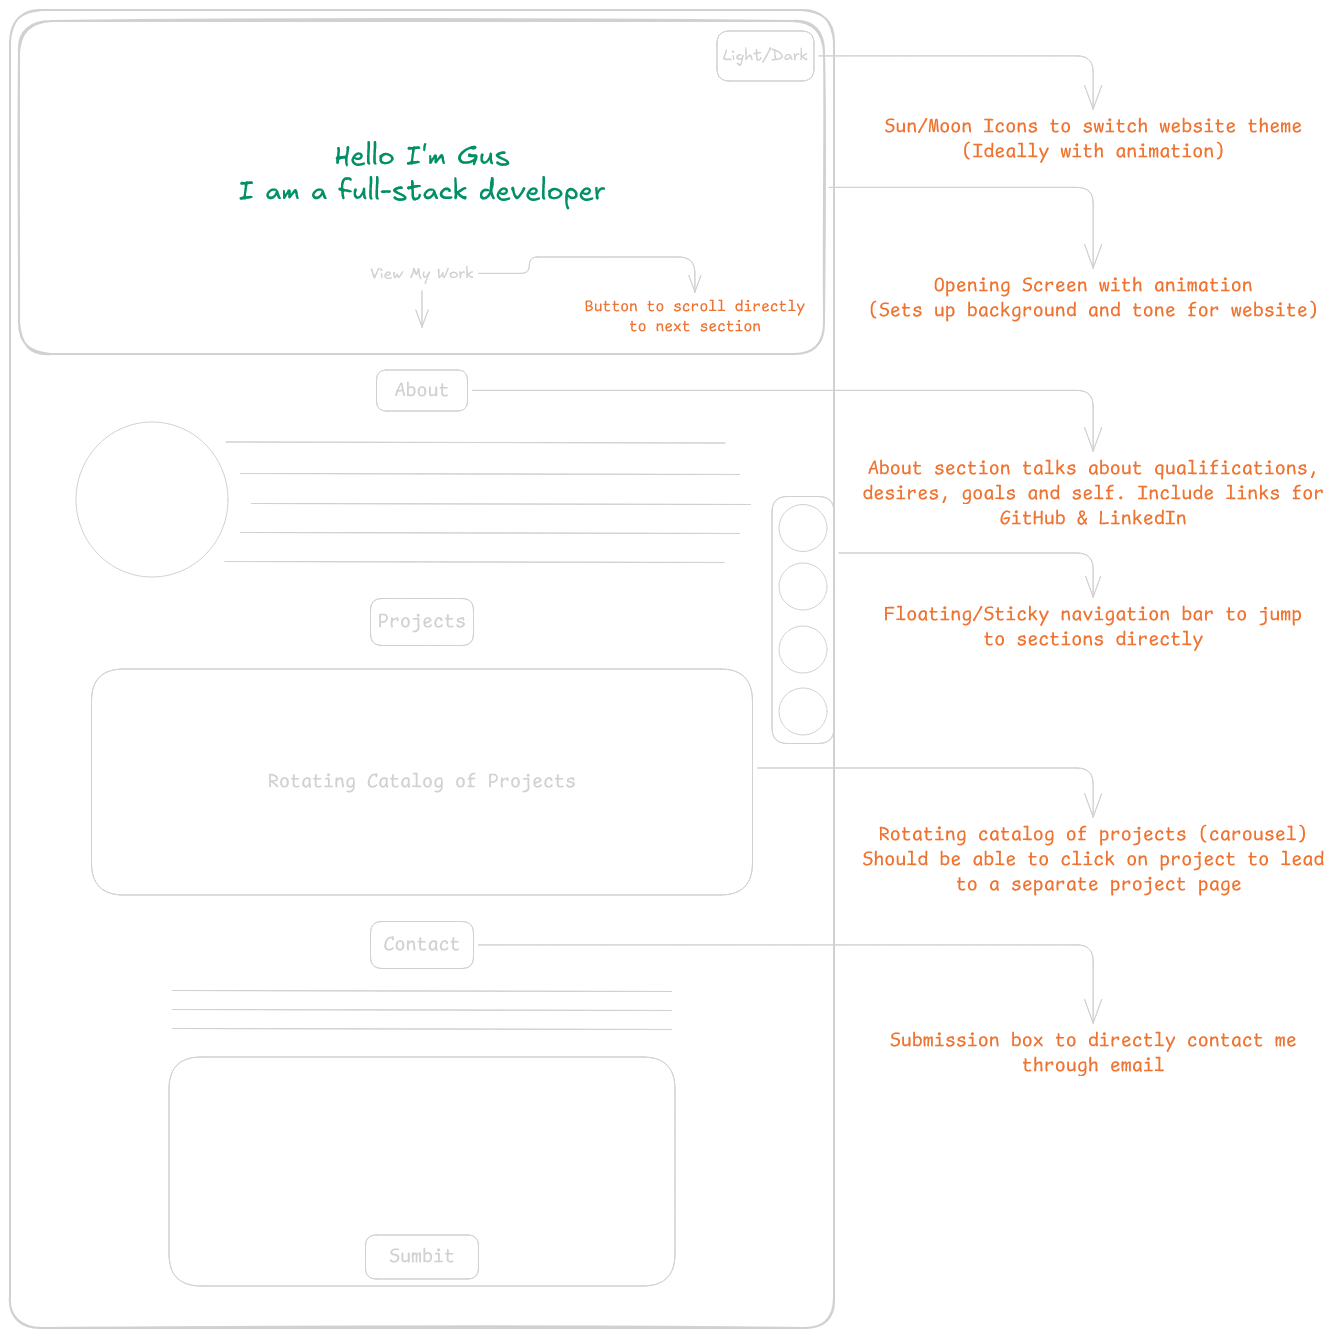 Light/Dark
Sun/Moon Icons to switch website theme
(Ideally with animation)
Hello I'm Gus
I am a full-stack developer
View My Work
Button to scroll directly
to next section
Opening Screen with animation
(Sets up background and tone for website)
About
About section talks about qualifications,
desires, goals and self. Include links for
GitHub & LinkedIn
Floating/Sticky navigation bar to jump
to sections directly
Projects
Rotating Catalog of Projects
Rotating catalog of projects (carousel)
Should be able to click on project to lead
to a separate project page
Contact
Submission box to directly contact me
through email
Sumbit